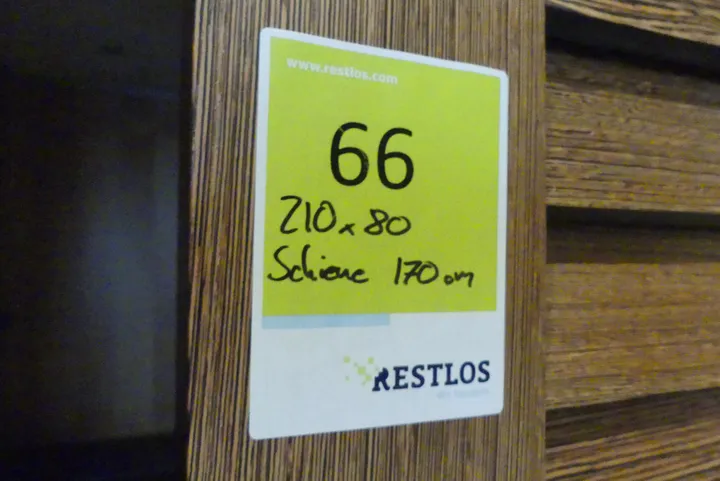 www.restlos.com
66
210 x 80
Schiene 170 cm
RESTLOS